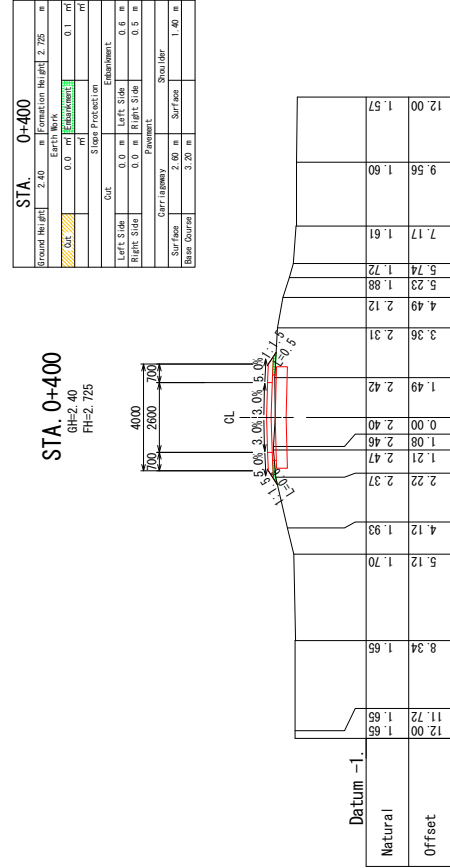 STA. 0+400
Ground Height 2.40 m Formation Height 2.725 m
Earth Work
Cut 0.0 ㎡ Embankment 0.1 ㎡
㎡ ㎡
Slope Protection
Cut Embankment
Left Side 0.0 m Left Side 0.6 m
Right Side 0.0 m Right Side 0.5 m
Pavement
Carriageway Shoulder
Surface 2.60 m Surface 1.40 m
Base Course 3.20 m
STA. 0+400
GH=2.40
FH=2.725
4000
700 2600 700
CL
5.0% 3.0% 3.0% 5.0%
1:1.5 1:1.5
L=0.5
Datum -1.
Natural 1.65 1.65 1.65 1.70 1.93 2.37 2.47 2.46 2.40 2.42 2.31 2.12 1.88 1.72 1.61 1.60 1.57
Offset 12.00 11.72 8.34 5.12 4.12 2.22 1.21 1.08 0.00 1.49 3.36 4.49 5.23 5.74 7.17 9.56 12.00